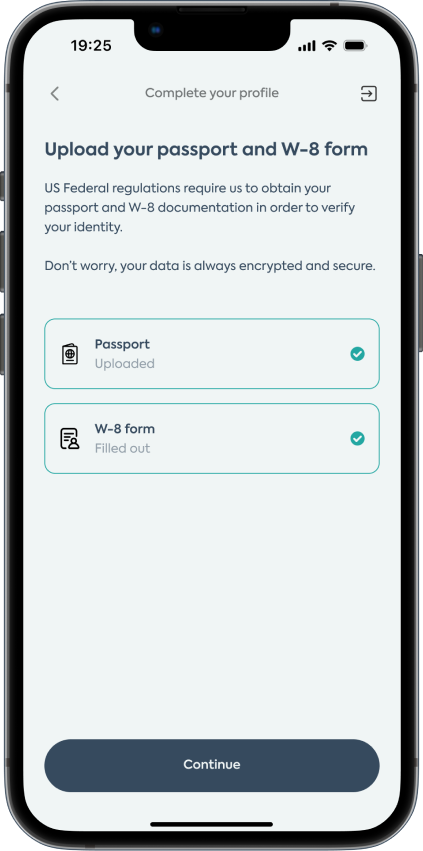 19:25
Complete your profile
Upload your passport and W-8 form
US Federal regulations require us to obtain your
passport and W-8 documentation in order to verify
your identity.
Don't worry, your data is always encrypted and secure.
Passport
Uploaded
W-8 form
Filled out
Continue